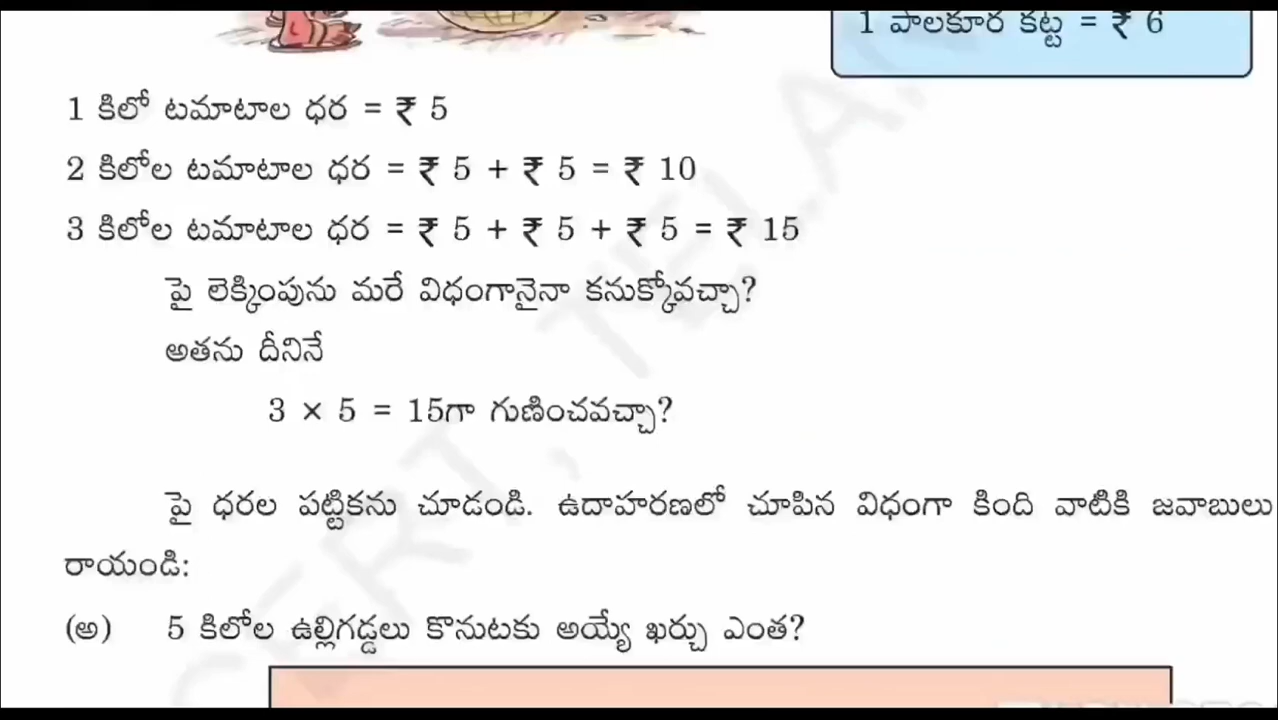 1 పాలకూర కట్ట = ₹ 6
1 కిలో టమాటాల ధర = ₹ 5
2 కిలోల టమాటాల ధర = ₹ 5 + ₹ 5 = ₹ 10
3 కిలోల టమాటాల ధర = ₹ 5 + ₹ 5 + ₹ 5 = ₹ 15
పై లెక్కింపును మరే విధంగానైనా కనుక్కోవచ్చా?
అతను దీనినే
3 × 5 = 15గా గుణించవచ్చా?
పై ధరల పట్టికను చూడండి. ఉదాహరణలో చూపిన విధంగా కింది వాటికి జవాబులు
రాయండి:
(అ) 5 కిలోల ఉల్లిగడ్డలు కొనుటకు అయ్యే ఖర్చు ఎంత?